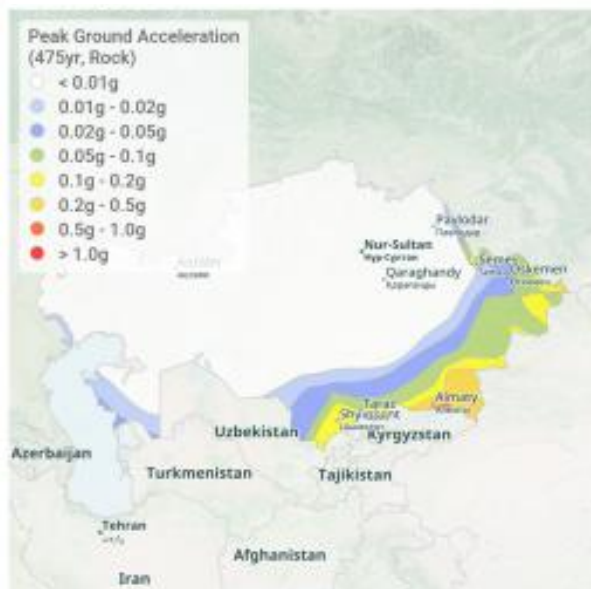 Peak Ground Acceleration
(475yr, Rock)
< 0.01g
0.01g - 0.02g
0.02g - 0.05g
0.05g - 0.1g
0.1g - 0.2g
0.2g - 0.5g
0.5g - 1.0g
> 1.0g
Pavlodar
Nur-Sultan
Нур-Султан
Qaraghandy
Semey
Oskemen
Taraz
Shymkent
Almaty
Uzbekistan
Kyrgyzstan
Azerbaijan
Turkmenistan
Tajikistan
Tehran
Afghanistan
Iran